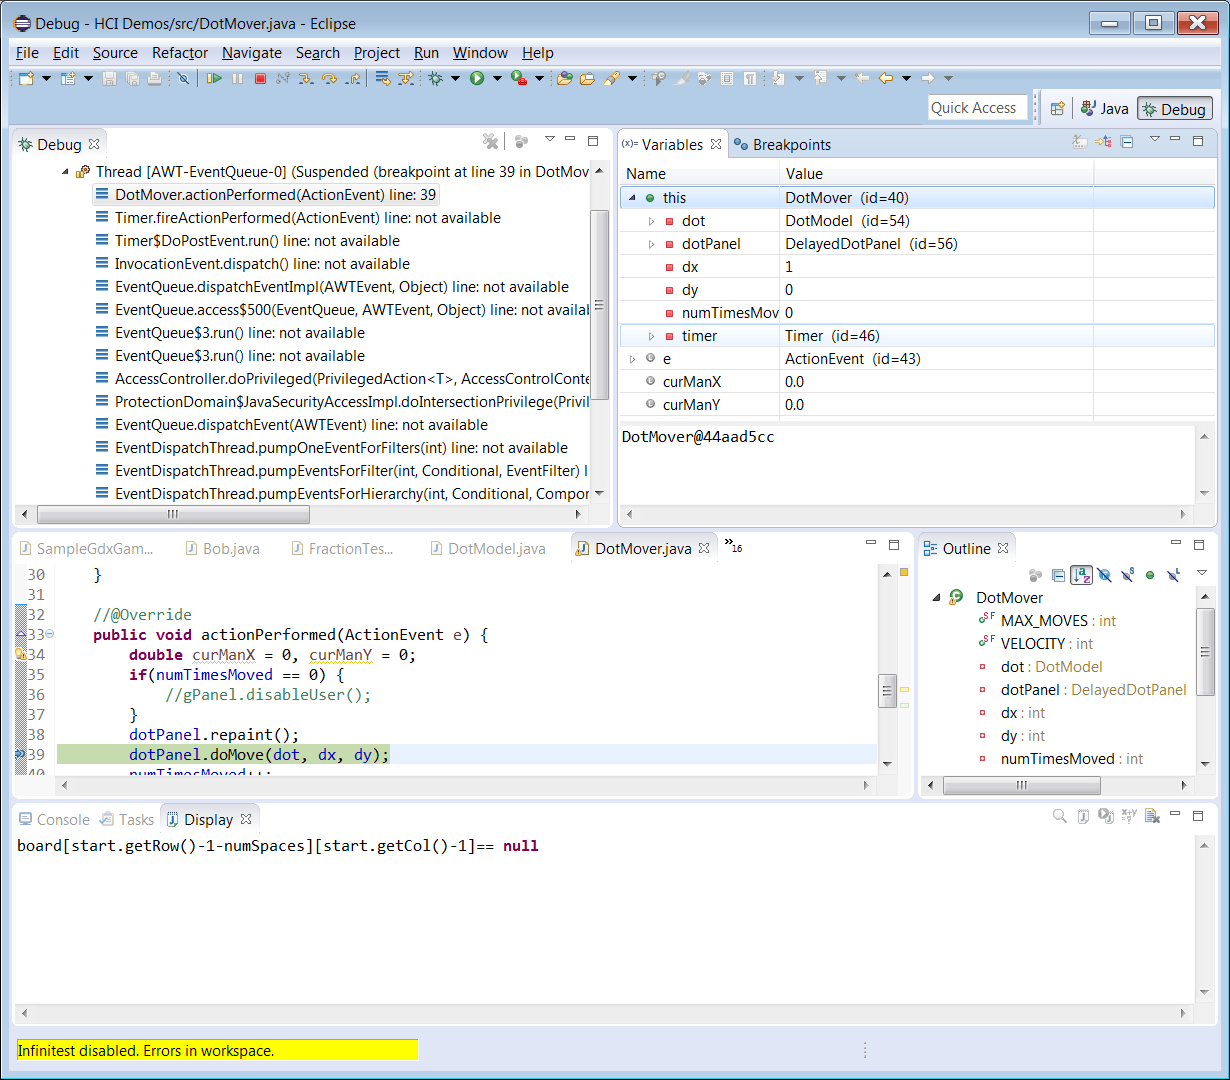 Debug - HCI Demos/src/DotMover.java - Eclipse
File Edit Source Refactor Navigate Search Project Run Window Help
Quick Access Java Debug
Debug
Thread [AWT-EventQueue-0] (Suspended (breakpoint at line 39 in DotMov
DotMover.actionPerformed(ActionEvent) line: 39
Timer.fireActionPerformed(ActionEvent) line: not available
Timer$DoPostEvent.run() line: not available
InvocationEvent.dispatch() line: not available
EventQueue.dispatchEventImpl(AWTEvent, Object) line: not available
EventQueue.access$500(EventQueue, AWTEvent, Object) line: not availal
EventQueue$3.run() line: not available
EventQueue$3.run() line: not available
AccessController.doPrivileged(PrivilegedAction<T>, AccessControlConte
ProtectionDomain$JavaSecurityAccessImpl.doIntersectionPrivilege(Privil
EventQueue.dispatchEvent(AWTEvent) line: not available
EventDispatchThread.pumpOneEventForFilters(int) line: not available
EventDispatchThread.pumpEventsForFilter(int, Conditional, EventFilter) l
EventDispatchThread.pumpEventsForHierarchy(int, Conditional, Compor
(x)= Variables Breakpoints
Name Value
this DotMover (id=40)
dot DotModel (id=54)
dotPanel DelayedDotPanel (id=56)
dx 1
dy 0
numTimesMov 0
timer Timer (id=46)
e ActionEvent (id=43)
curManX 0.0
curManY 0.0
DotMover@44aad5cc
SampleGdxGam... Bob.java FractionTes... DotModel.java DotMover.java »16
30 }
31
32 //@Override
33 public void actionPerformed(ActionEvent e) {
34 double curManX = 0, curManY = 0;
35 if(numTimesMoved == 0) {
36 //gPanel.disableUser();
37 }
38 dotPanel.repaint();
39 dotPanel.doMove(dot, dx, dy);
40 numTimesMoved++;
Outline
DotMover
MAX_MOVES : int
VELOCITY : int
dot : DotModel
dotPanel : DelayedDotPanel
dx : int
dy : int
numTimesMoved : int
Console Tasks Display
board[start.getRow()-1-numSpaces][start.getCol()-1]== null
Infinitest disabled. Errors in workspace.